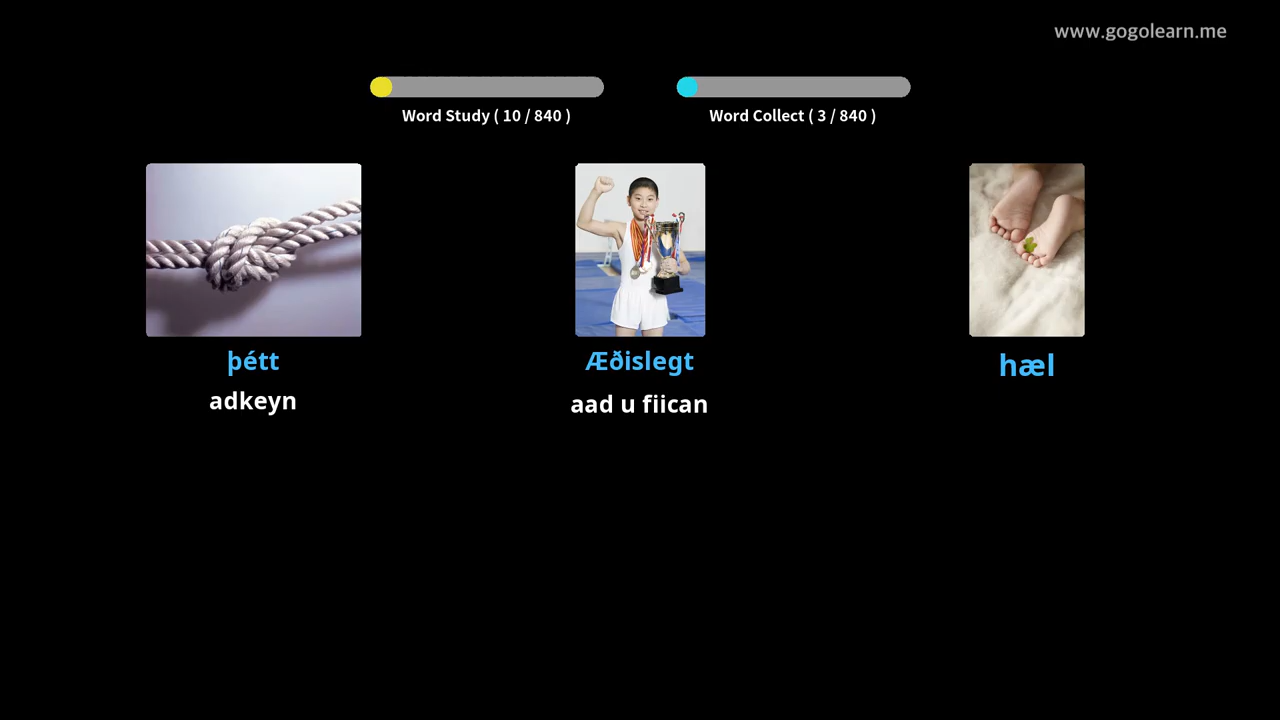 www.gogolearn.me
Word Study ( 10 / 840 )
Word Collect ( 3 / 840 )
þétt
adkeyn
Æðislegt
aad u fiican
hæl